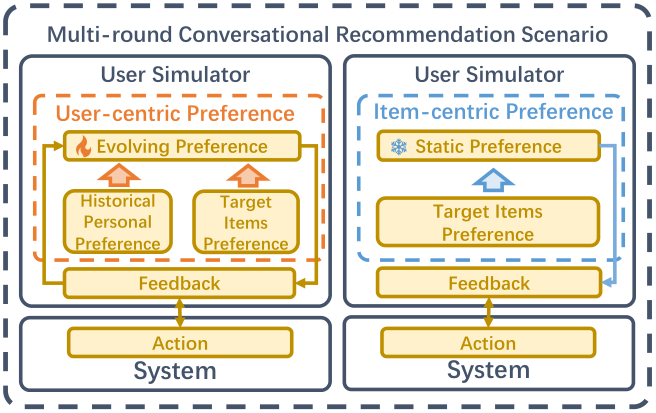 Multi-round Conversational Recommendation Scenario
User Simulator
User-centric Preference
Evolving Preference
Historical
Personal
Preference
Target
Items
Preference
Feedback
Action
System
User Simulator
Item-centric Preference
Static Preference
Target Items
Preference
Feedback
Action
System